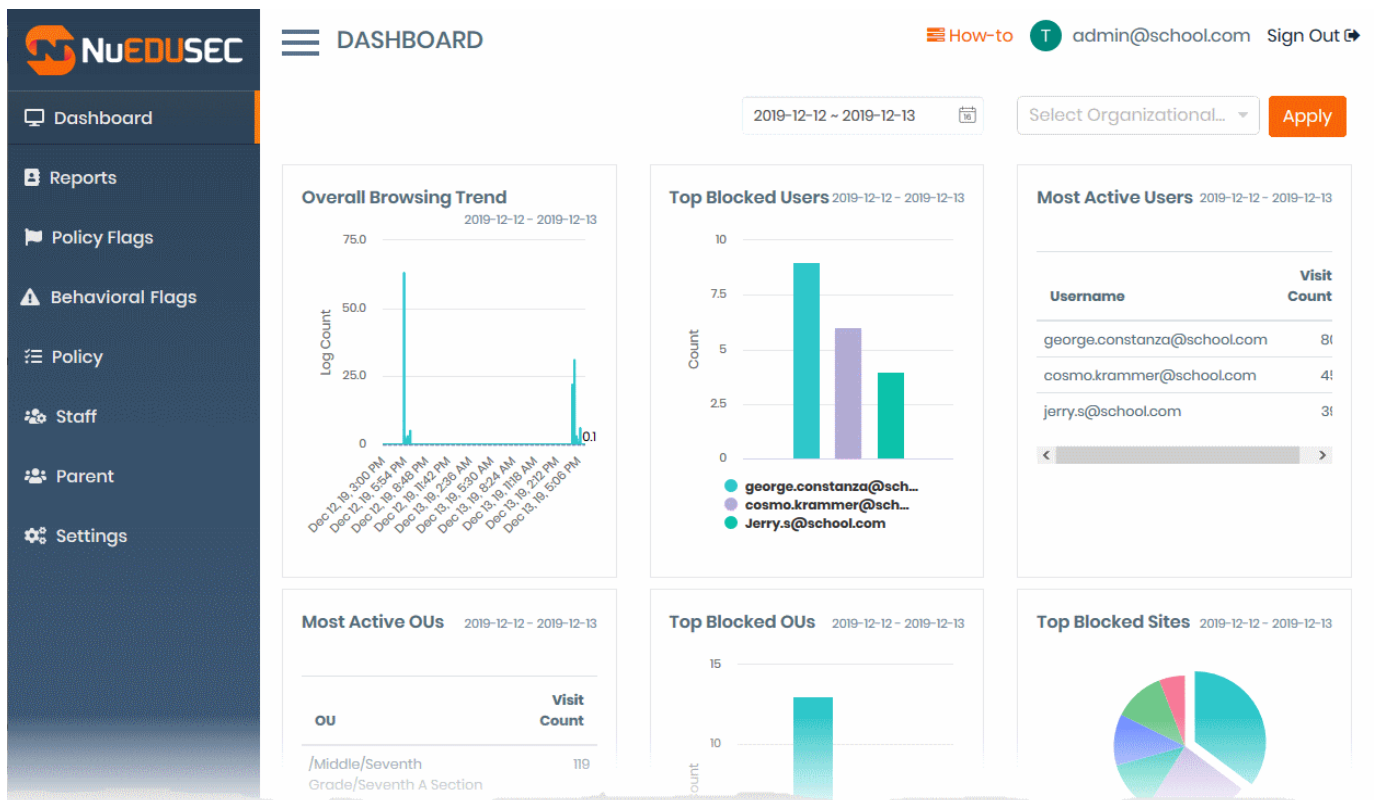 NuEDUSEC
DASHBOARD
How-to
T
admin@school.com
Sign Out
Dashboard
Reports
Policy Flags
Behavioral Flags
Policy
Staff
Parent
Settings
2019-12-12 ~ 2019-12-13
16
Select Organizational...
Apply
Overall Browsing Trend
2019-12-12 - 2019-12-13
75.0
50.0
25.0
0
Log Count
0.1
Dec 12, 19, 3:00 PM
Dec 12, 19, 5:54 PM
Dec 12, 19, 8:48 PM
Dec 12, 19, 11:42 PM
Dec 13, 19, 2:36 AM
Dec 13, 19, 5:30 AM
Dec 13, 19, 8:24 AM
Dec 13, 19, 11:18 AM
Dec 13, 19, 2:12 PM
Dec 13, 19, 5:06 PM
Top Blocked Users 2019-12-12 - 2019-12-13
10
7.5
5
2.5
0
Count
george.constanza@sch...
cosmo.krammer@sch...
Jerry.s@school.com
Most Active Users 2019-12-12 - 2019-12-13
Username Visit Count
george.constanza@school.com 80
cosmo.krammer@school.com
jerry.s@school.com
Most Active OUs 2019-12-12 - 2019-12-13
OU Visit Count
/Middle/Seventh 119
Grade/Seventh A Section
Top Blocked OUs 2019-12-12 - 2019-12-13
15
10
Count
Top Blocked Sites 2019-12-12 - 2019-12-13